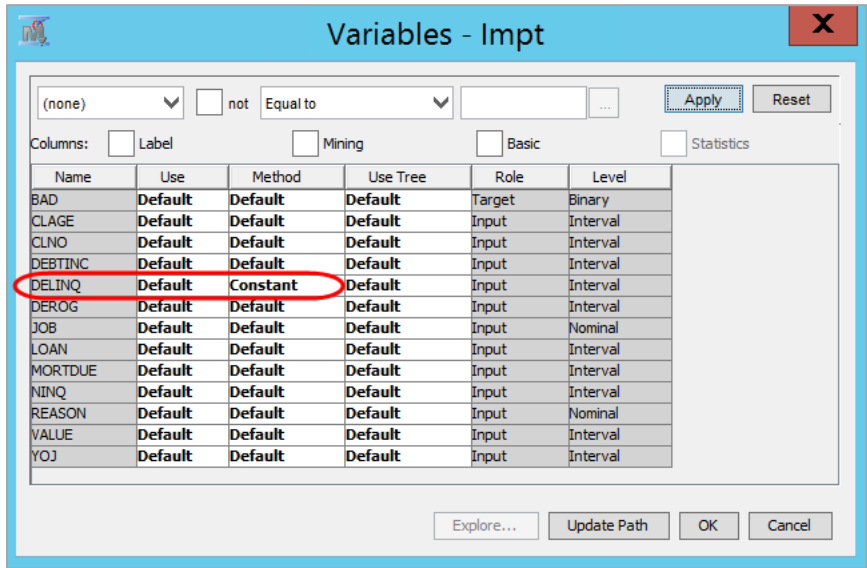 Variables - Impt
X
(none) not Equal to ... Apply Reset
Columns: Label Mining Basic Statistics
Name Use Method Use Tree Role Level
BAD Default Default Default Target Binary
CLAGE Default Default Default Input Interval
CLNO Default Default Default Input Interval
DEBTINC Default Default Default Input Interval
DELINQ Default Constant Default Input Interval
DEROG Default Default Default Input Interval
JOB Default Default Default Input Nominal
LOAN Default Default Default Input Interval
MORTDUE Default Default Default Input Interval
NINQ Default Default Default Input Interval
REASON Default Default Default Input Nominal
VALUE Default Default Default Input Interval
YOJ Default Default Default Input Interval
Explore... Update Path OK Cancel